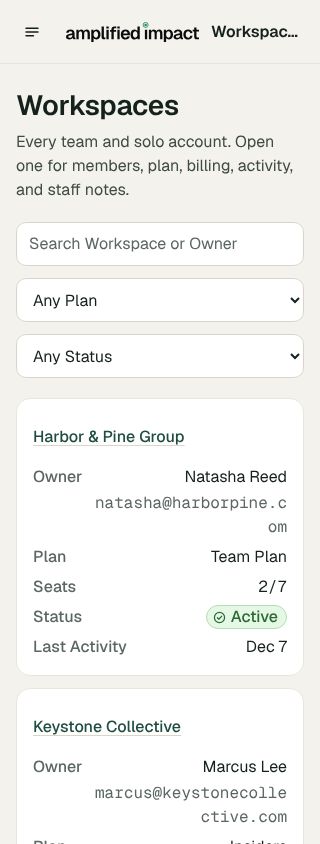 amplified impact Workspac...
Workspaces
Every team and solo account. Open
one for members, plan, billing, activity,
and staff notes.
Search Workspace or Owner
Any Plan
Any Status
Harbor & Pine Group
Owner Natasha Reed
natasha@harborpine.c
om
Plan Team Plan
Seats 2/7
Status Active
Last Activity Dec 7
Keystone Collective
Owner Marcus Lee
marcus@keystonecolle
ctive.com
Plan Insiders